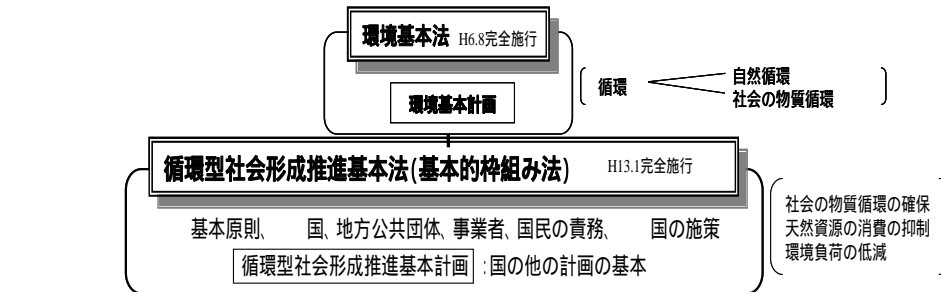 環境基本法 H6.8完全施行
環境基本計画
循環
自然循環
社会の物質循環
循環型社会形成推進基本法(基本的枠組み法) H13.1完全施行
基本原則、 国、地方公共団体、事業者、国民の責務、 国の施策
循環型社会形成推進基本計画 :国の他の計画の基本
社会の物質循環の確保
天然資源の消費の抑制
環境負荷の低減